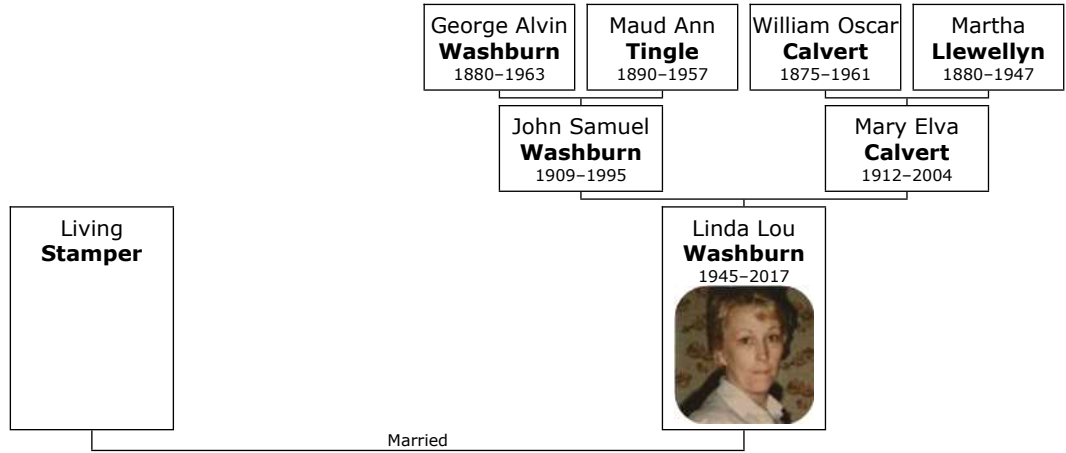 George Alvin
Washburn
1880–1963
Maud Ann
Tingle
1890–1957
William Oscar
Calvert
1875–1961
Martha
Llewellyn
1880–1947
John Samuel
Washburn
1909–1995
Mary Elva
Calvert
1912–2004
Living
Stamper
Linda Lou
Washburn
1945–2017
Married